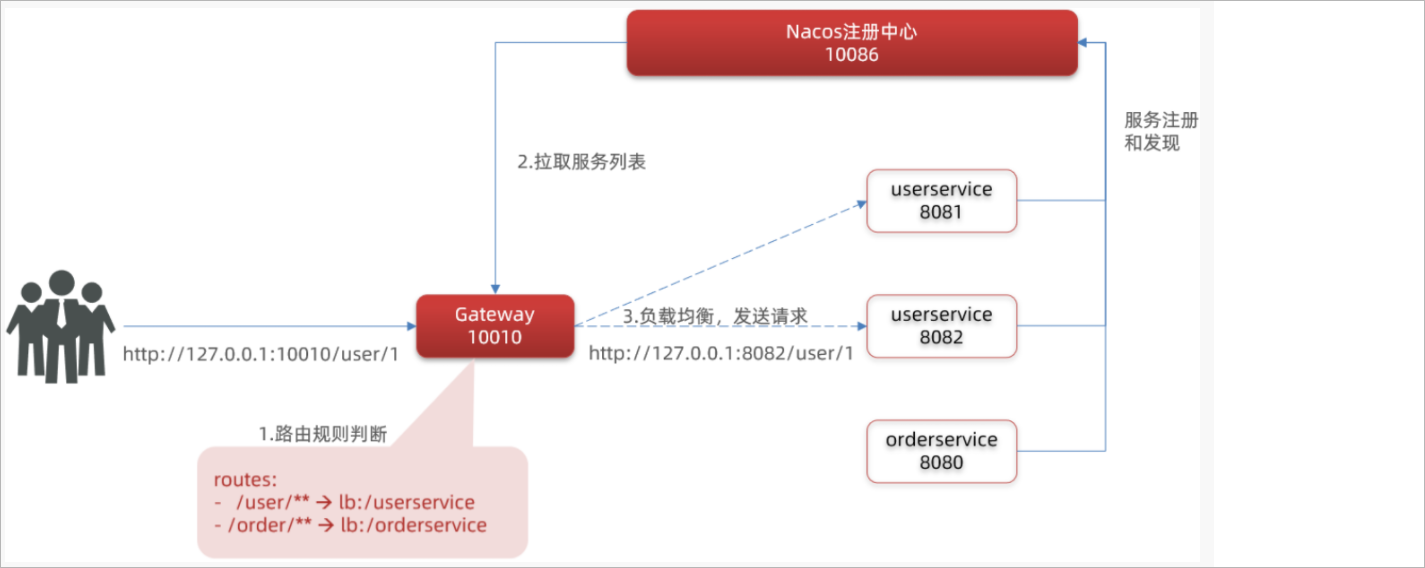 Nacos注册中心
10086
服务注册
和发现
2.拉取服务列表
userservice
8081
Gateway
10010
3.负载均衡，发送请求
userservice
8082
http://127.0.0.1:10010/user/1
http://127.0.0.1:8082/user/1
1.路由规则判断
orderservice
8080
routes:
- /user/** → lb:/userservice
- /order/** → lb:/orderservice